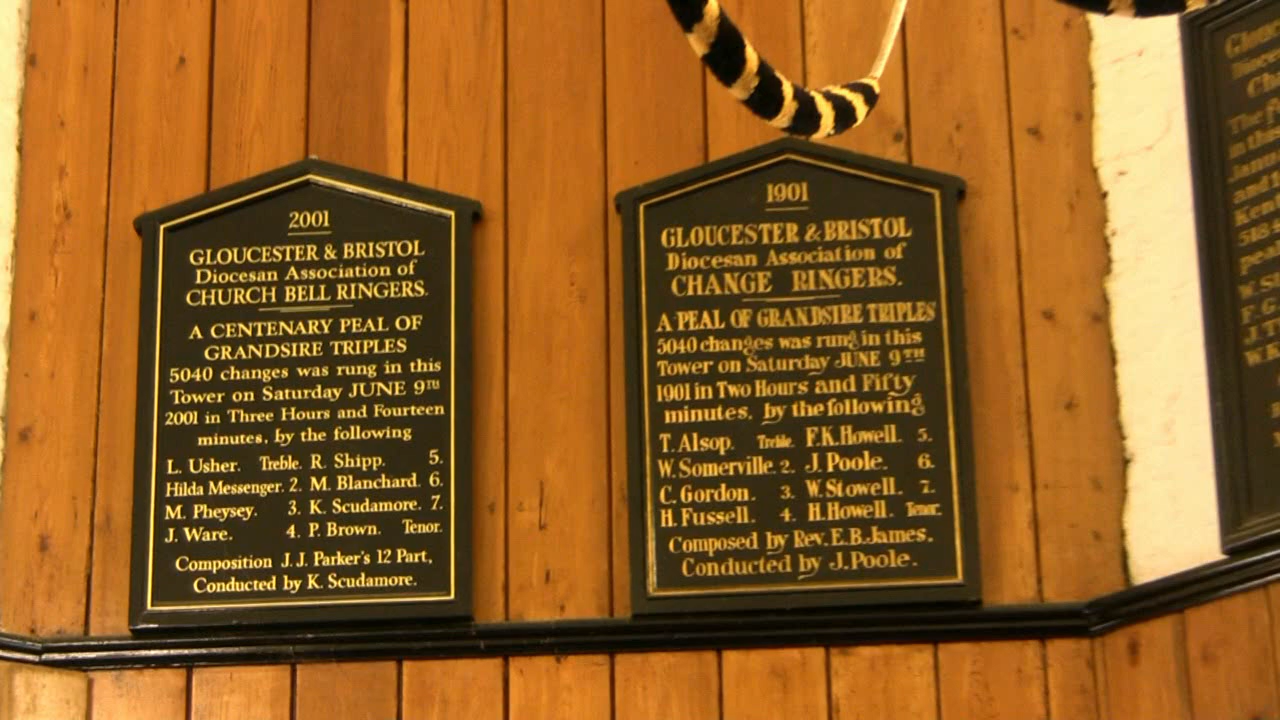 2001
GLOUCESTER & BRISTOL
Diocesan Association of
CHURCH BELL RINGERS.
A CENTENARY PEAL OF
GRANDSIRE TRIPLES
5040 changes was rung in this
Tower on Saturday JUNE 9TH
2001 in Three Hours and Fourteen
minutes, by the following
L. Usher. Treble. R. Shipp. 5.
Hilda Messenger. 2. M. Blanchard. 6.
M. Pheysey. 3. K. Scudamore. 7.
J. Ware. 4. P. Brown. Tenor.
Composition J. J. Parker's 12 Part,
Conducted by K. Scudamore.
1901
GLOUCESTER & BRISTOL
Diocesan Association of
CHANGE RINGERS.
A PEAL OF GRANDSIRE TRIPLES
5040 changes was rung in this
Tower on Saturday JUNE 9TH
1901 in Two Hours and Fifty
minutes, by the following
T. Alsop. Treble. F.K. Howell. 5.
W. Somerville. 2. J. Poole. 6.
C. Gordon. 3. W. Stowell. 7.
H. Fussell. 4. H. Howell. Tenor.
Composed by Rev. E.B. James.
Conducted by J. Poole.